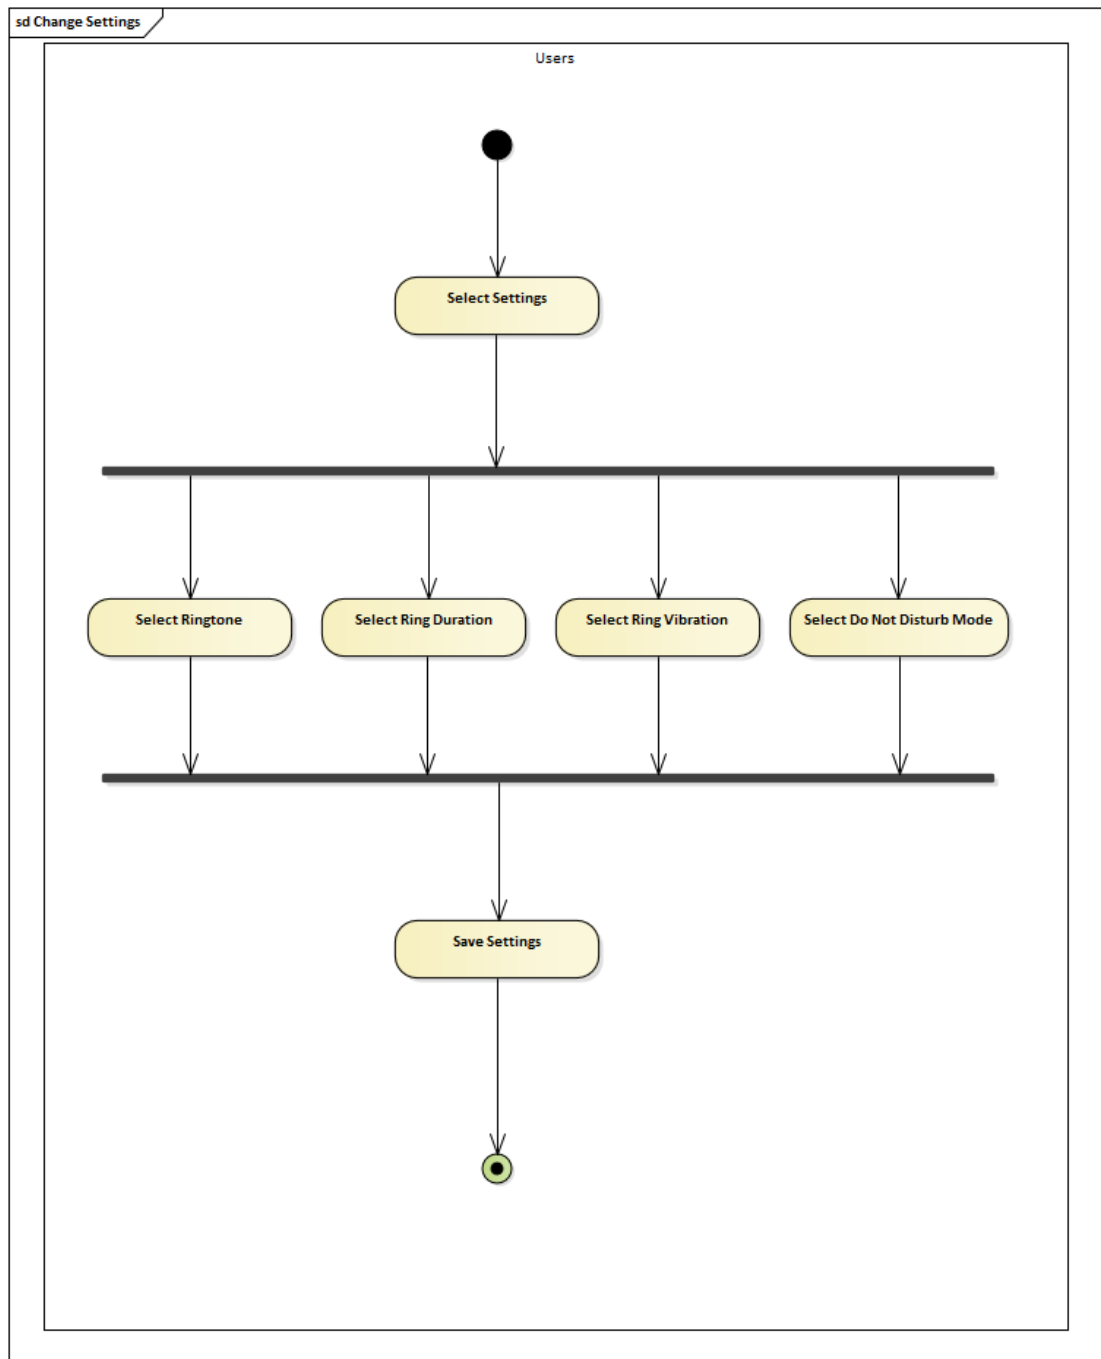 sd Change Settings
Users
Select Settings
Select Ringtone
Select Ring Duration
Select Ring Vibration
Select Do Not Disturb Mode
Save Settings